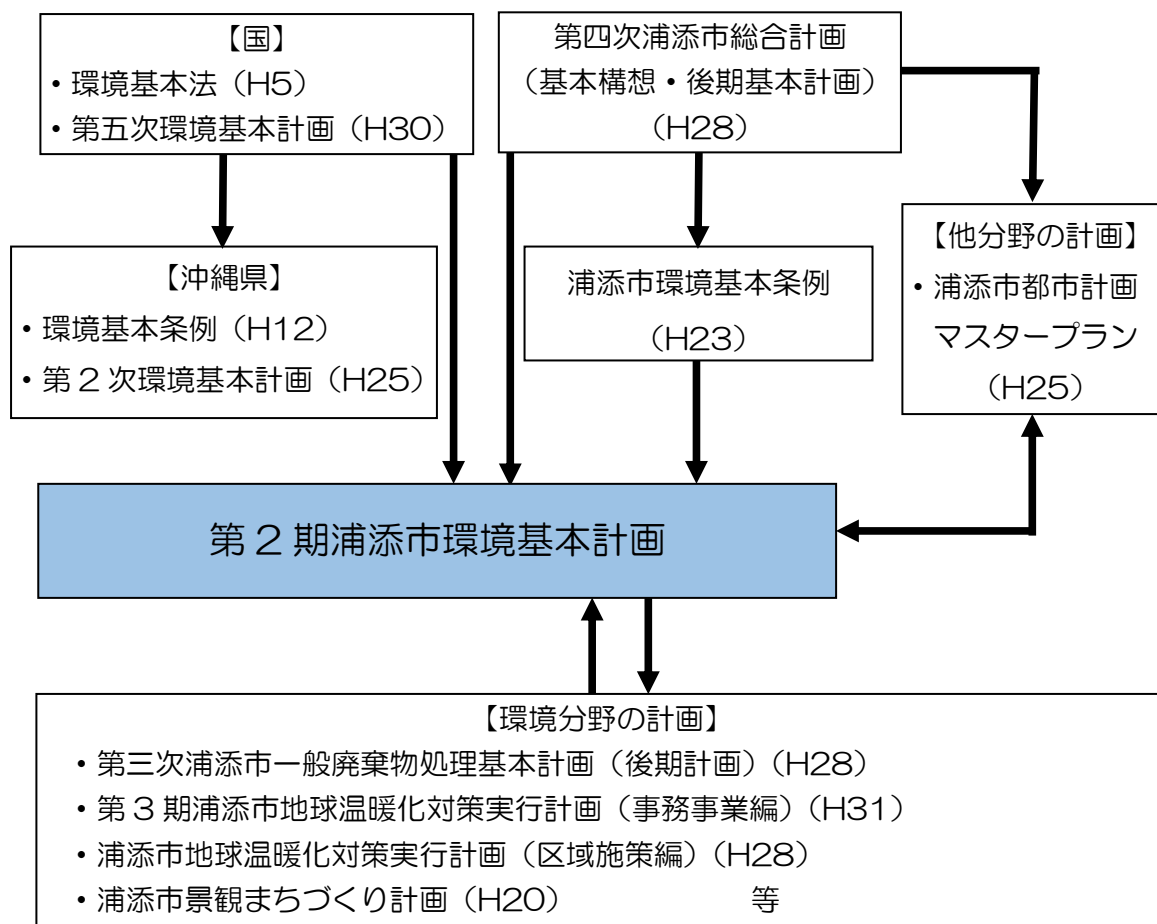 【国】
・環境基本法（H5）
・第五次環境基本計画（H30）
第四次浦添市総合計画
（基本構想・後期基本計画）
（H28）
【沖縄県】
・環境基本条例（H12）
・第２次環境基本計画（H25）
浦添市環境基本条例
（H23）
【他分野の計画】
・浦添市都市計画
マスタープラン
（H25）
第２期浦添市環境基本計画
【環境分野の計画】
・第三次浦添市一般廃棄物処理基本計画（後期計画）（H28）
・第３期浦添市地球温暖化対策実行計画（事務事業編）（H31）
・浦添市地球温暖化対策実行計画（区域施策編）（H28）
・浦添市景観まちづくり計画（H20）　　　　　　　等